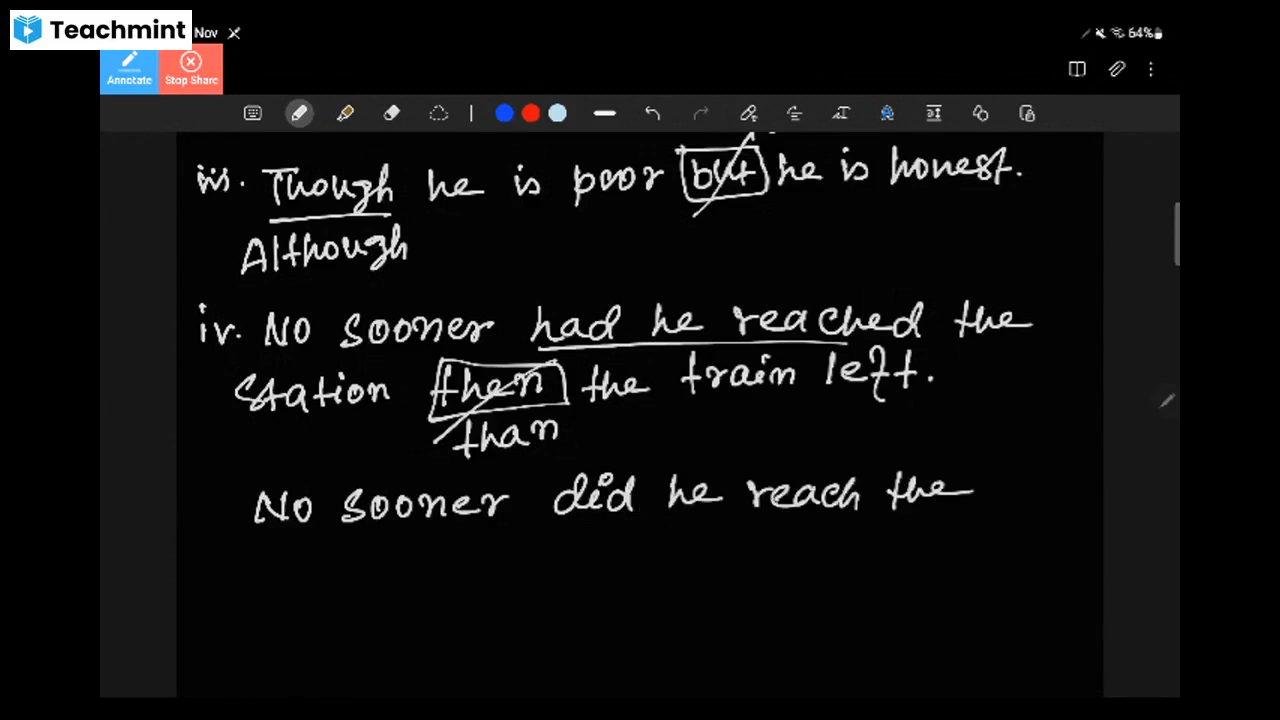 Teachmint
Nov
64%
Annotate
Stop Share
iii. Though he is poor but he is honest.
Although
iv. No sooner had he reached the
station then the train left.
than
No sooner did he reach the